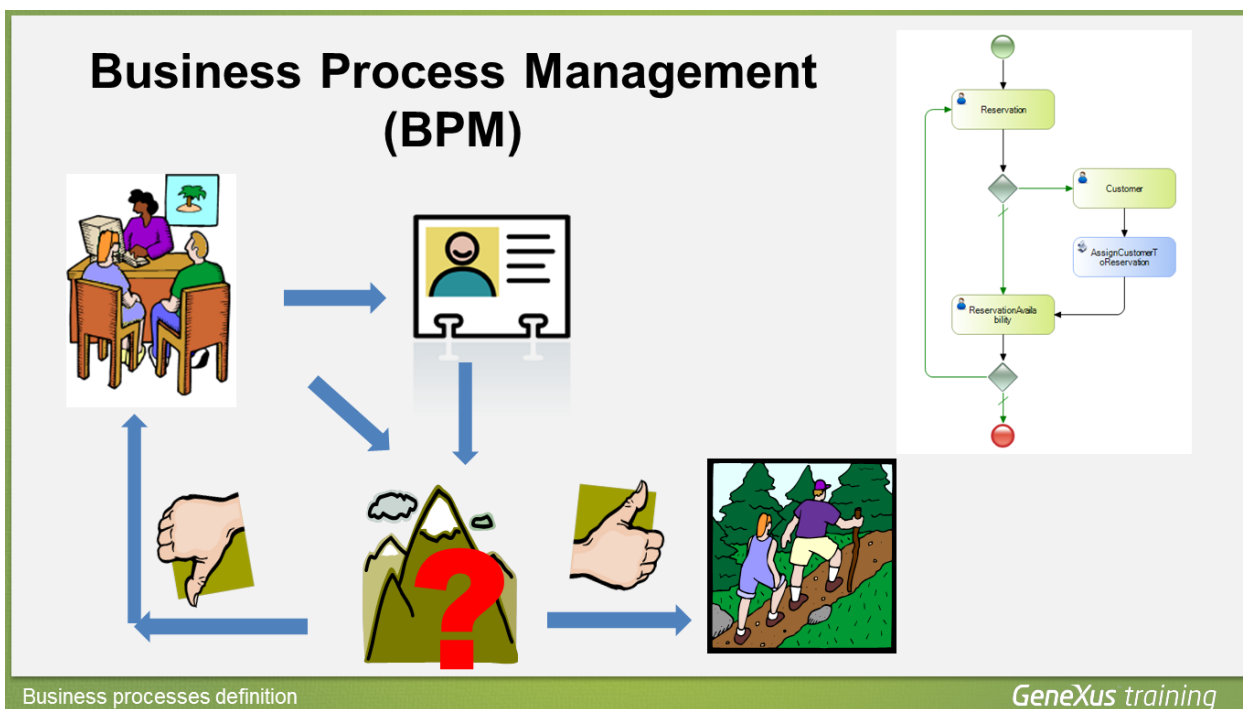 Business Process Management
(BPM)
Reservation
Customer
AssignCustomerT
oReservation
ReservationAvaila
bility
?
Business processes definition
GeneXus training